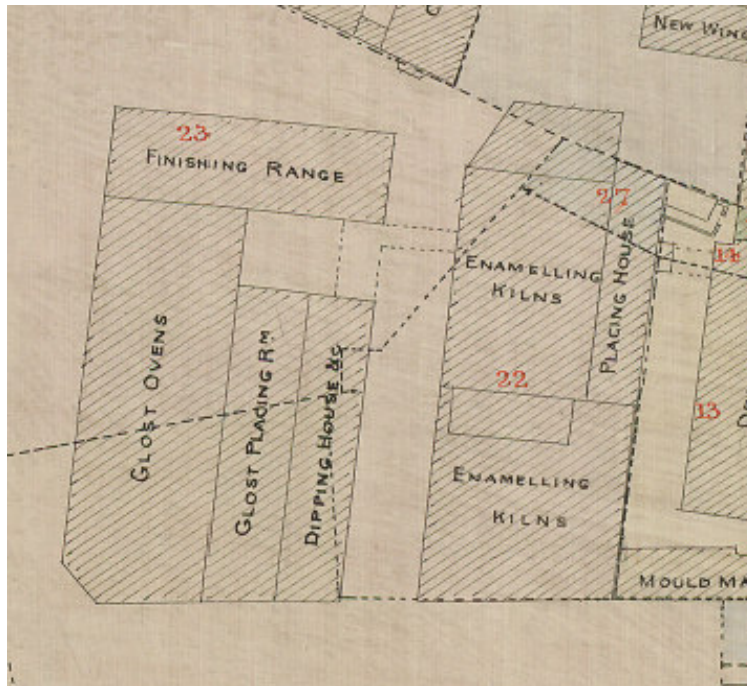 NEW WING
23
FINISHING RANGE
27
14
ENAMELLING
KILNS
PLACING HOUSE
GLOST OVENS
GLOST PLACING RM
DIPPING HOUSE &C
22
13
ENAMELLING
KILNS
MOULD MA